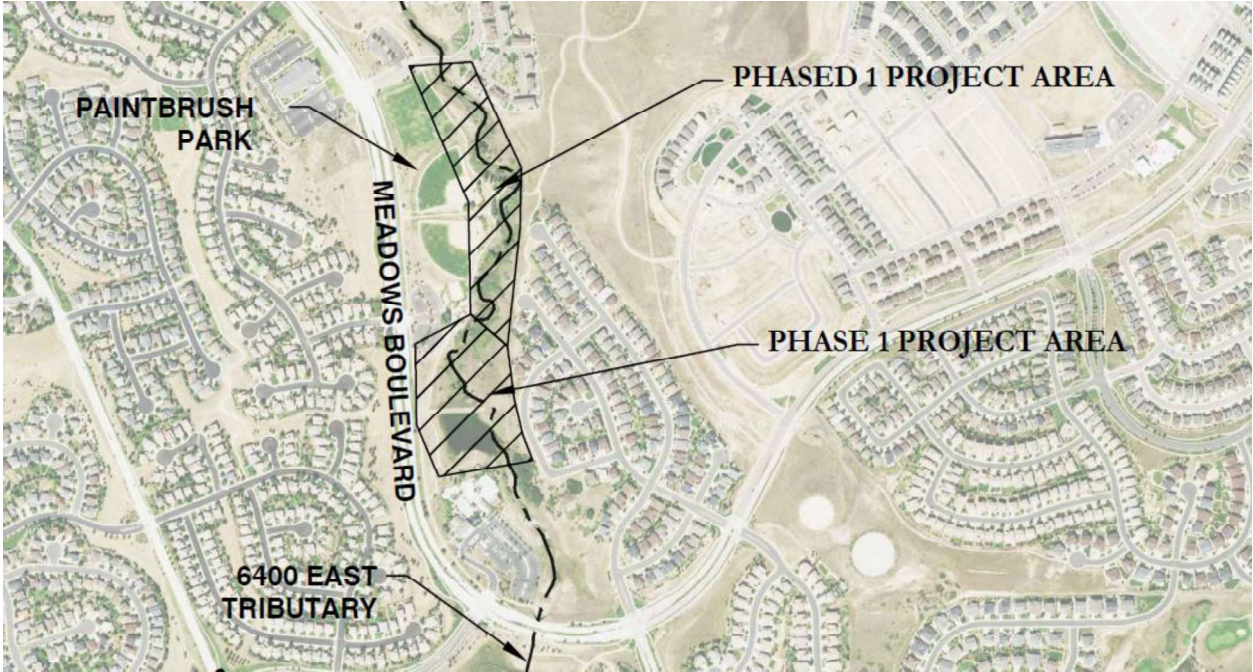 PHASED 1 PROJECT AREA
PAINTBRUSH
PARK
MEADOWS BOULEVARD
PHASE 1 PROJECT AREA
6400 EAST
TRIBUTARY